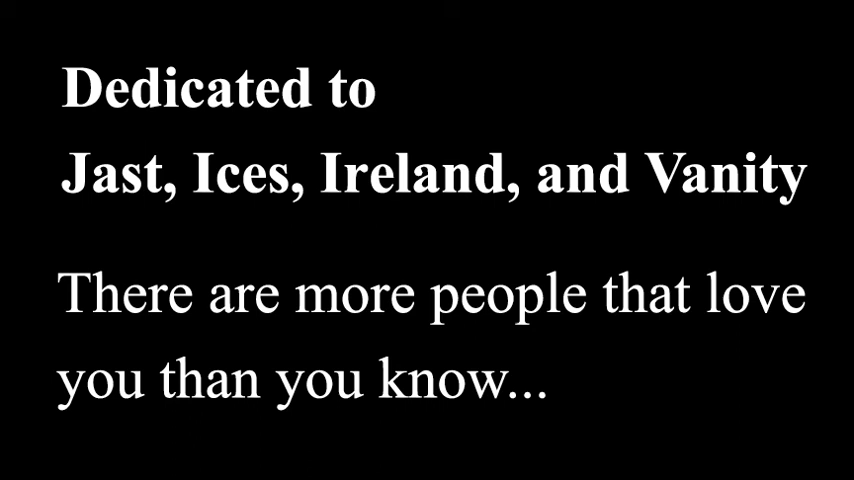 Dedicated to
Jast, Ices, Ireland, and Vanity
There are more people that love
you than you know...